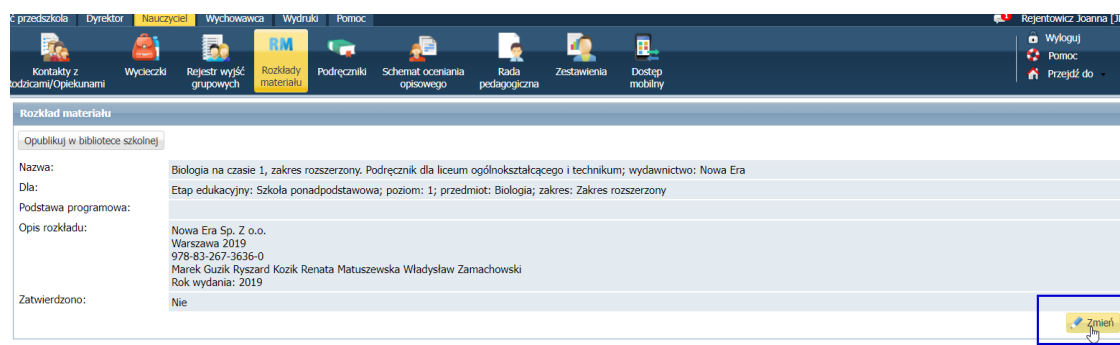 ć przedszkola Dyrektor Nauczyciel Wychowawca Wydruki Pomoc
Rejentowicz Joanna [JR
Wyloguj
Pomoc
Przejdź do
Kontakty z
odzicami/Opiekunami
Wycieczki
Rejestr wyjść
grupowych
RM
Rozkłady
materiału
Podręczniki
Schemat oceniania
opisowego
Rada
pedagogiczna
Zestawienia
Dostęp
mobilny
Rozkład materiału
Opublikuj w bibliotece szkolnej
Nazwa: Biologia na czasie 1, zakres rozszerzony. Podręcznik dla liceum ogólnokształcącego i technikum; wydawnictwo: Nowa Era
Dla: Etap edukacyjny: Szkoła ponadpodstawowa; poziom: 1; przedmiot: Biologia; zakres: Zakres rozszerzony
Podstawa programowa:
Opis rozkładu: Nowa Era Sp. Z o.o.
Warszawa 2019
978-83-267-3636-0
Marek Guzik Ryszard Kozik Renata Matuszewska Władysław Zamachowski
Rok wydania: 2019
Zatwierdzono: Nie
Zmień